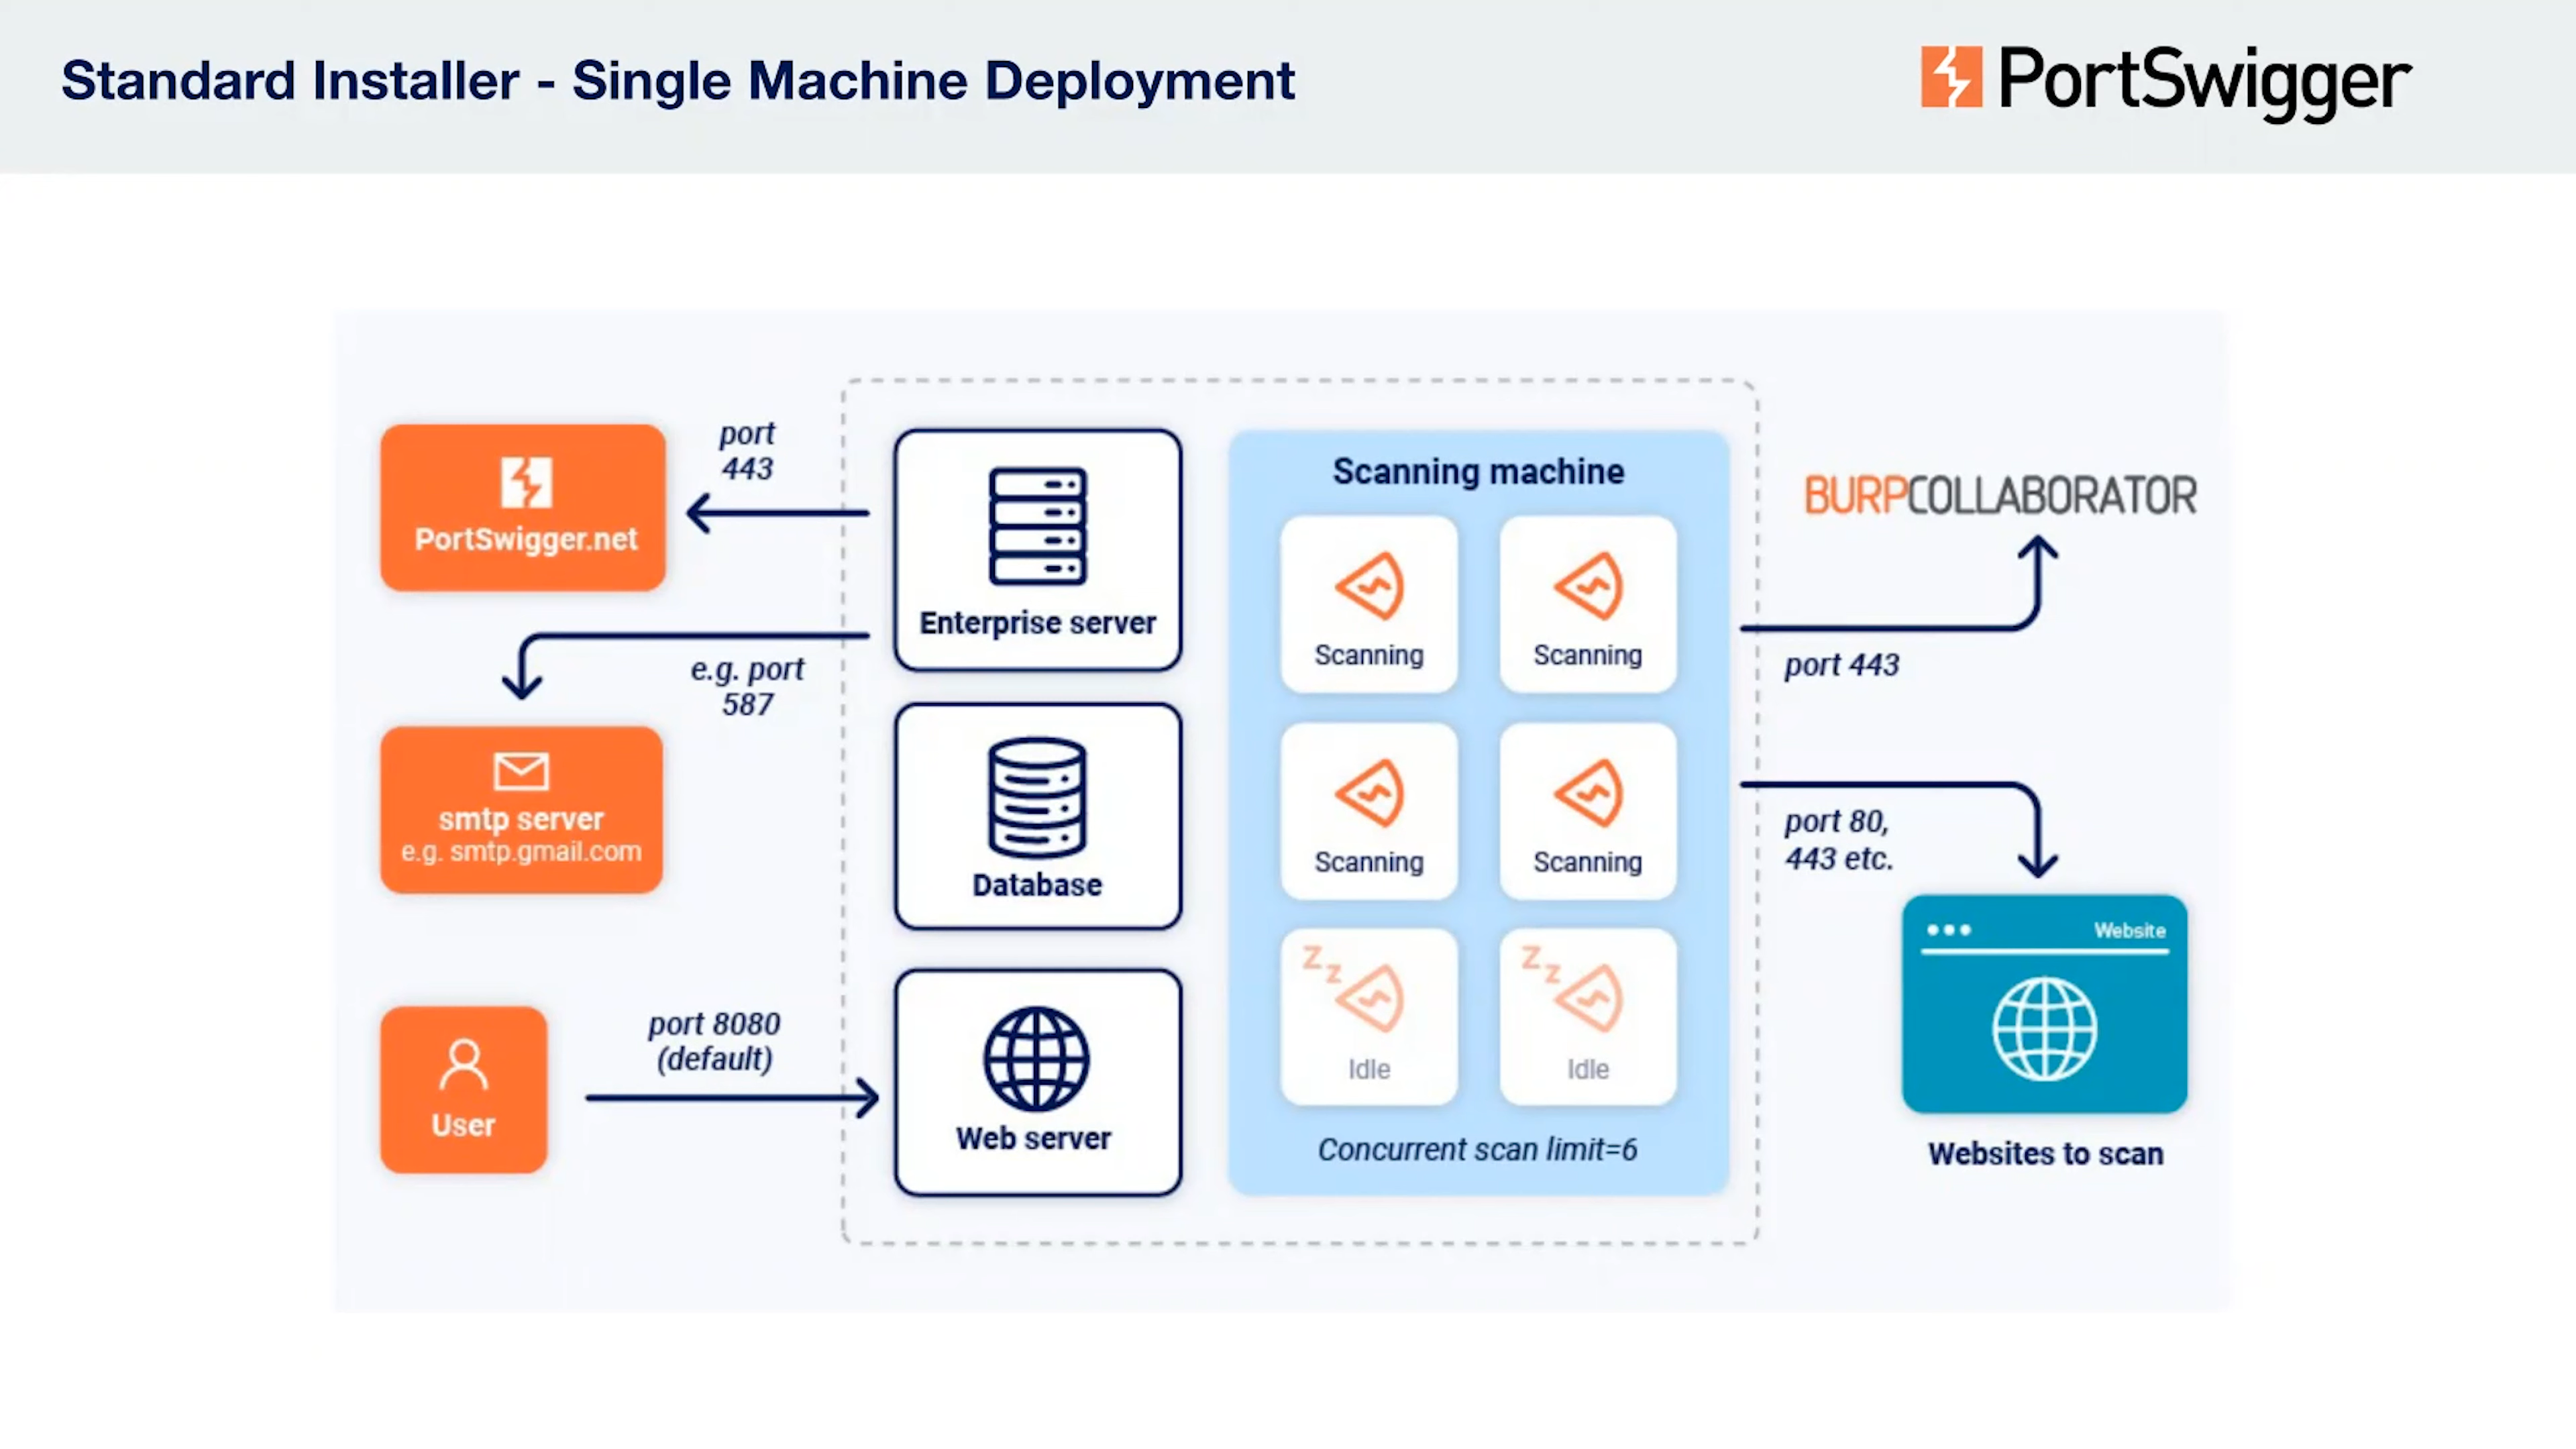 Standard Installer - Single Machine Deployment
PortSwigger
PortSwigger.net
port
443
e.g. port
587
smtp server
e.g. smtp.gmail.com
User
port 8080
(default)
Enterprise server
Database
Web server
Scanning machine
Scanning
Scanning
Scanning
Scanning
Z z
Idle
Z z
Idle
Concurrent scan limit=6
BURPCOLLABORATOR
port 443
port 80,
443 etc.
Website
Websites to scan